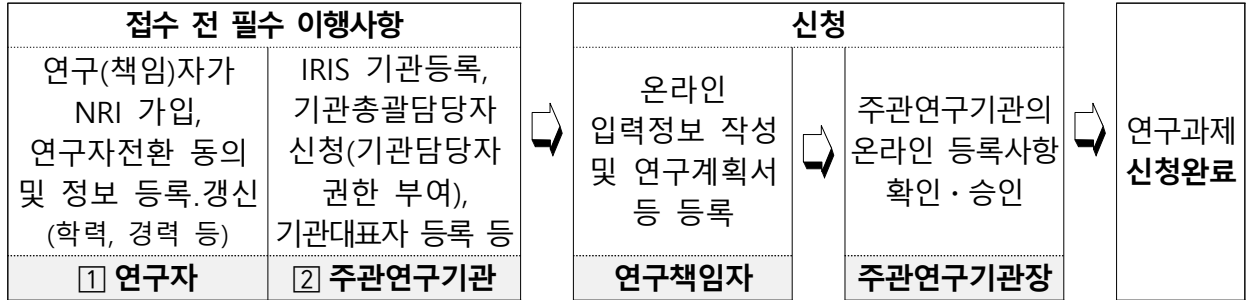 접수 전 필수 이행사항
연구(책임)자가
NRI 가입,
연구자전환 동의
및 정보 등록.갱신
(학력, 경력 등)
1 연구자
IRIS 기관등록,
기관총괄담당자
신청(기관담당자
권한 부여),
기관대표자 등록 등
2 주관연구기관
신청
온라인
입력정보 작성
및 연구계획서
등 등록
연구책임자
주관연구기관의
온라인 등록사항
확인・승인
주관연구기관장
연구과제
신청완료